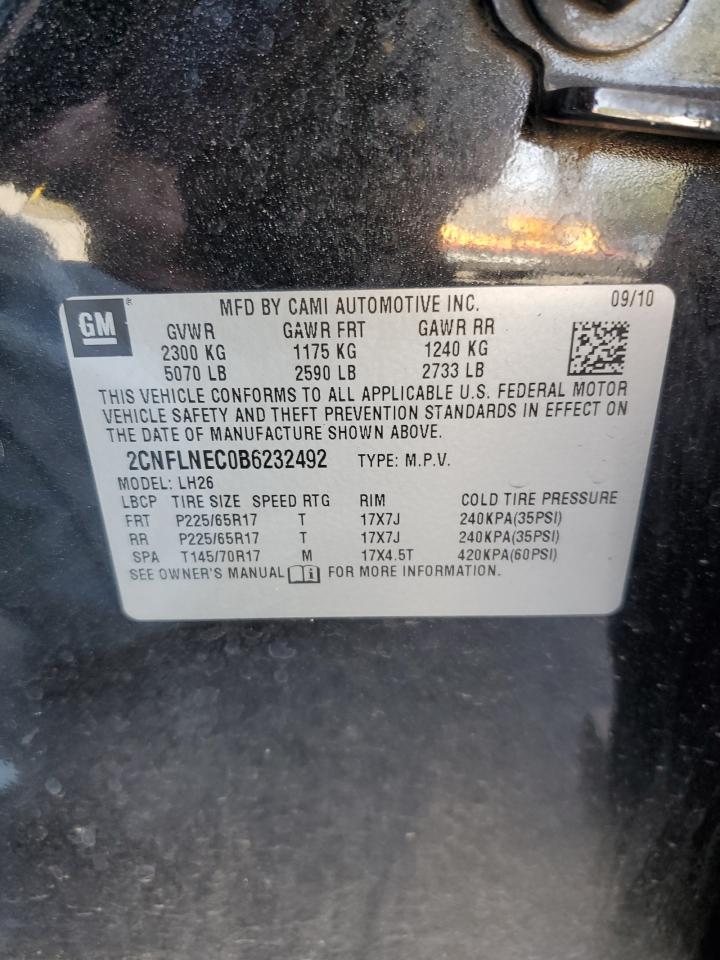 GM ®
MFD BY CAMI AUTOMOTIVE INC. 09/10
GVWR GAWR FRT GAWR RR
2300 KG 1175 KG 1240 KG
5070 LB 2590 LB 2733 LB
THIS VEHICLE CONFORMS TO ALL APPLICABLE U.S. FEDERAL MOTOR
VEHICLE SAFETY AND THEFT PREVENTION STANDARDS IN EFFECT ON
THE DATE OF MANUFACTURE SHOWN ABOVE.
2CNFLNEC0B6232492 TYPE: M.P.V.
MODEL: LH26
LBCP TIRE SIZE SPEED RTG RIM COLD TIRE PRESSURE
FRT P225/65R17 T 17X7J 240KPA(35PSI)
RR P225/65R17 T 17X7J 240KPA(35PSI)
SPA T145/70R17 M 17X4.5T 420KPA(60PSI)
SEE OWNER'S MANUAL i FOR MORE INFORMATION.